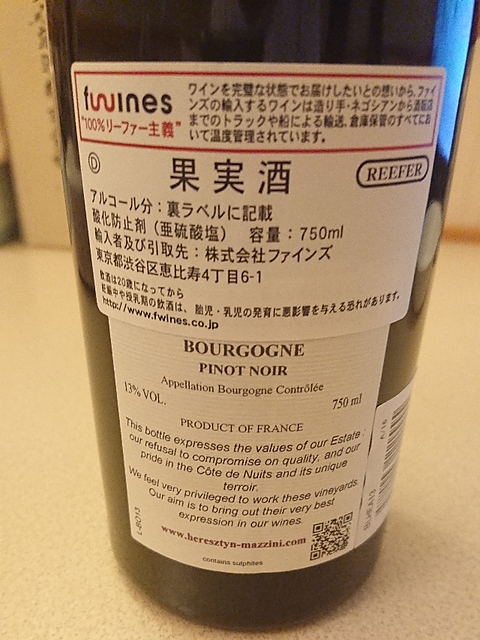 fwines
"100%リーファー主義"
ワインを完璧な状態でお届けしたいとの想いから、ファイ
ンズの輸入するワインは造り手・ネゴシアンから酒販店
までのトラックや船による輸送、倉庫保管のすべてにお
いて温度管理されています。
D
果実酒
REEFER
アルコール分：裏ラベルに記載
酸化防止剤（亜硫酸塩） 容量：750ml
輸入者及び引取先：株式会社ファインズ
東京都渋谷区恵比寿4丁目6-1
飲酒は20歳になってから
妊娠中や授乳期の飲酒は、胎児・乳児の発育に悪影響を与える恐れがあります。
http://www.fwines.co.jp
BOURGOGNE
PINOT NOIR
Appellation Bourgogne Contrôlée
13% VOL.
750 ml
PRODUCT OF FRANCE
This bottle expresses the values of our Estate :
our refusal to compromise on quality, and our
pride in the Côte de Nuits and its unique
terroir.
We feel very privileged to work these vineyards.
Our aim is to bring out their very best
expression in our wines.
www.heresztyn-mazzini.com
contains sulphites
L-BO13